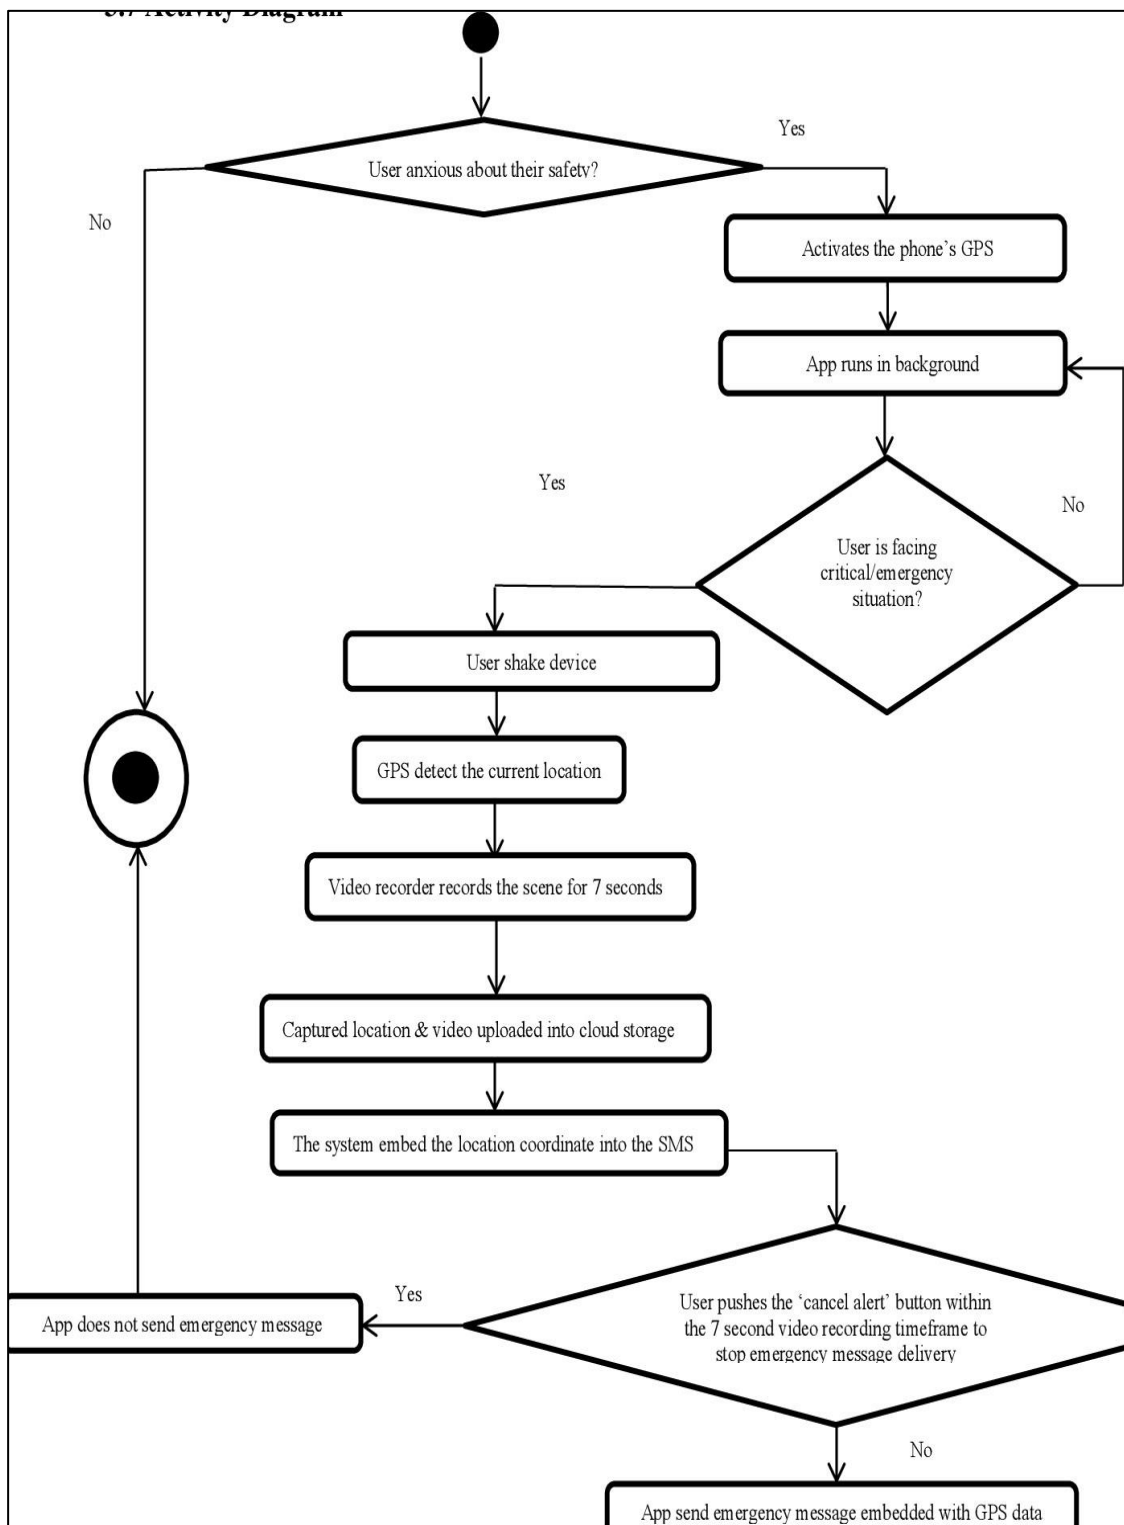 3.7 Activity Diagram
Yes
User anxious about their safety?
No
Activates the phone’s GPS
App runs in background
Yes
No
User is facing
critical/emergency
situation?
User shake device
GPS detect the current location
Video recorder records the scene for 7 seconds
Captured location & video uploaded into cloud storage
The system embed the location coordinate into the SMS
Yes
User pushes the ‘cancel alert’ button within
the 7 second video recording timeframe to
stop emergency message delivery
App does not send emergency message
No
App send emergency message embedded with GPS data